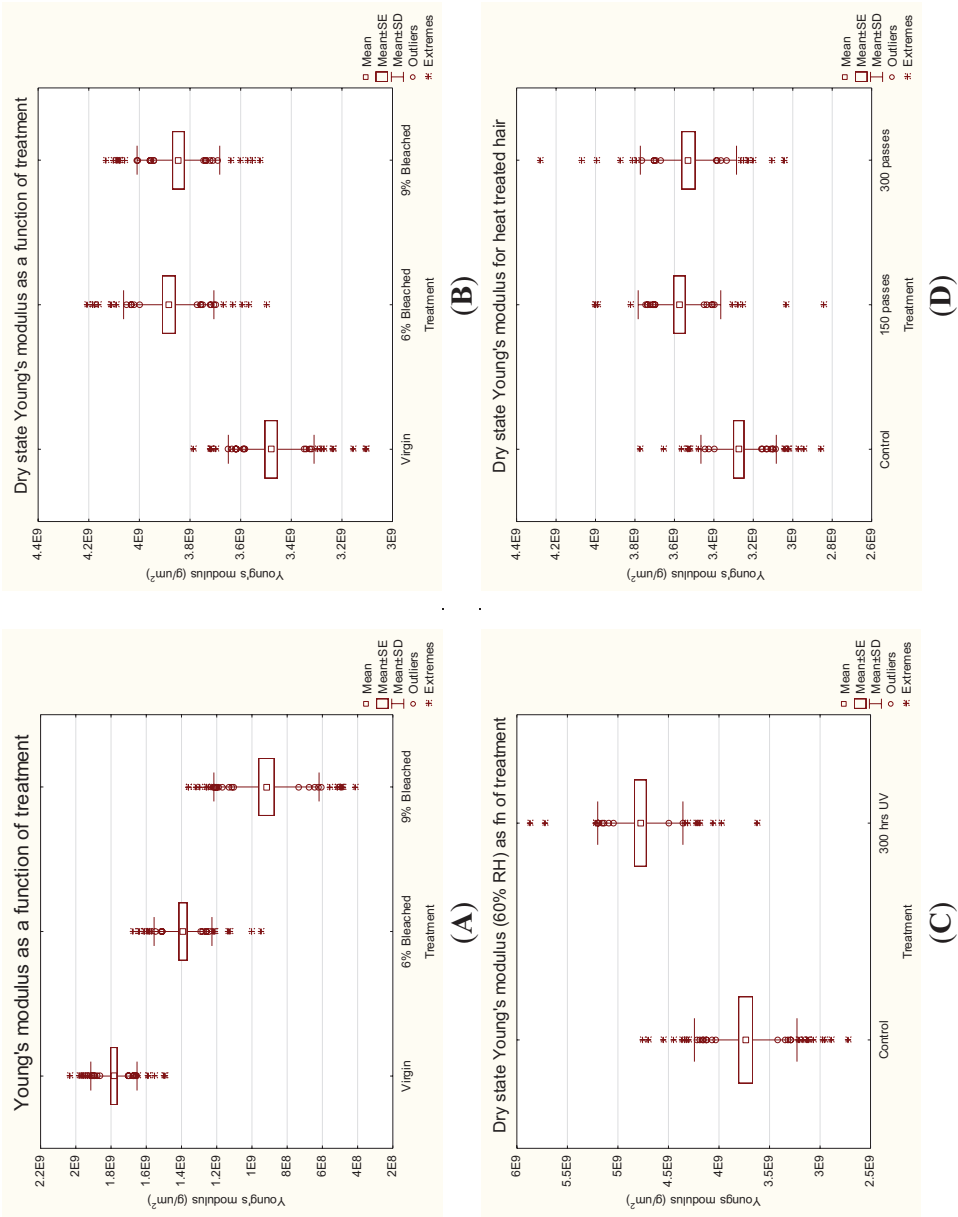 Young's modulus as a function of treatment
Young's modulus (g/um²)
2.2E9
2E9
1.8E9
1.6E9
1.4E9
1.2E9
1E9
8E8
6E8
4E8
2E8
Virgin
6% Bleached
9% Bleached
Treatment
Mean
Mean±SE
Mean±SD
Outliers
Extremes
(A)
Dry state Young's modulus as a function of treatment
Young's modulus (g/um²)
4.4E9
4.2E9
4E9
3.8E9
3.6E9
3.4E9
3.2E9
3E9
Virgin
6% Bleached
9% Bleached
Treatment
Mean
Mean±SE
Mean±SD
Outliers
Extremes
(B)
Dry state Young's modulus (60% RH) as fn of treatment
Young's modulus (g/um²)
6E9
5.5E9
5E9
4.5E9
4E9
3.5E9
3E9
2.5E9
Control
300 hrs UV
Treatment
Mean
Mean±SE
Mean±SD
Outliers
Extremes
(C)
Dry state Young's modulus for heat treated hair
Young's modulus (g/um²)
4.4E9
4.2E9
4E9
3.8E9
3.6E9
3.4E9
3.2E9
3E9
2.8E9
2.6E9
Control
150 passes
300 passes
Treatment
Mean
Mean±SE
Mean±SD
Outliers
Extremes
(D)